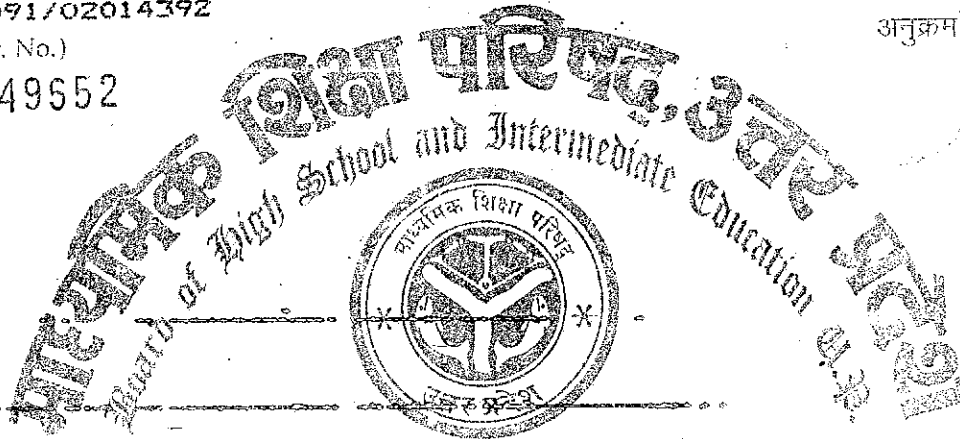 091/02014392
अनुक्रम
. No.)
49652
माध्यमिक शिक्षा परिषद, उत्तर प्रदेश
Board of High School and Intermediate Education U.P.
माध्यमिक शिक्षा परिषद
उत्तर प्रदेश